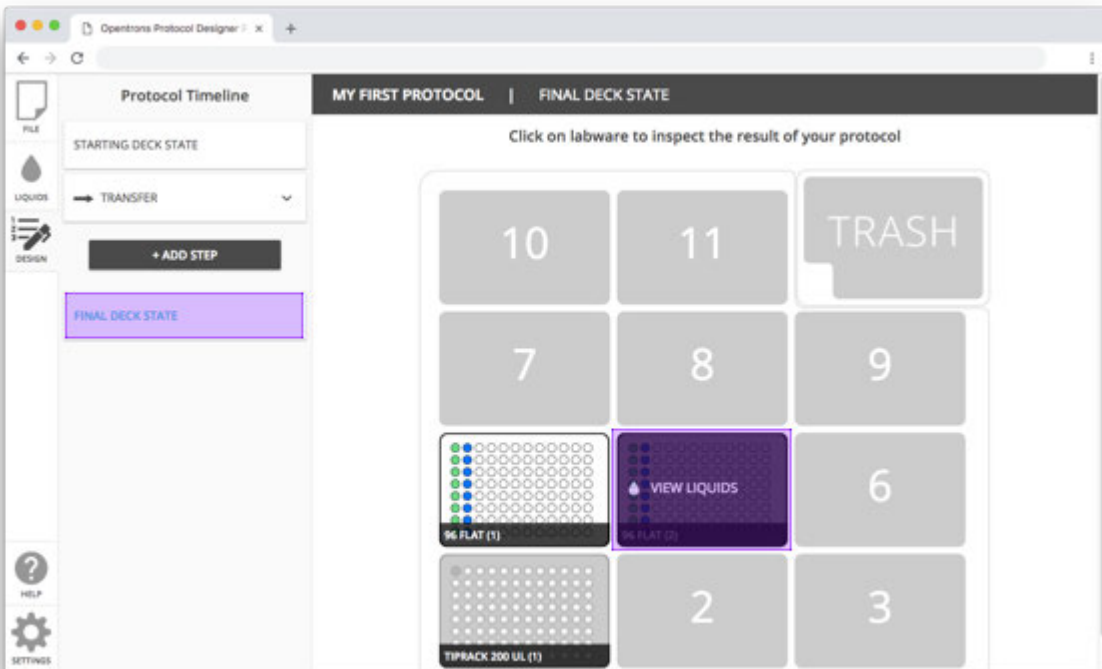 Opentrons Protocol Designer
FILE
LIQUIDS
DESIGN
HELP
SETTINGS
Protocol Timeline
STARTING DECK STATE
TRANSFER
+ ADD STEP
FINAL DECK STATE
MY FIRST PROTOCOL | FINAL DECK STATE
Click on labware to inspect the result of your protocol
10 11 TRASH
7 8 9
VIEW LIQUIDS 6
96 FLAT (1) 96 FLAT (2)
2 3
TIPRACK 200 UL (1)